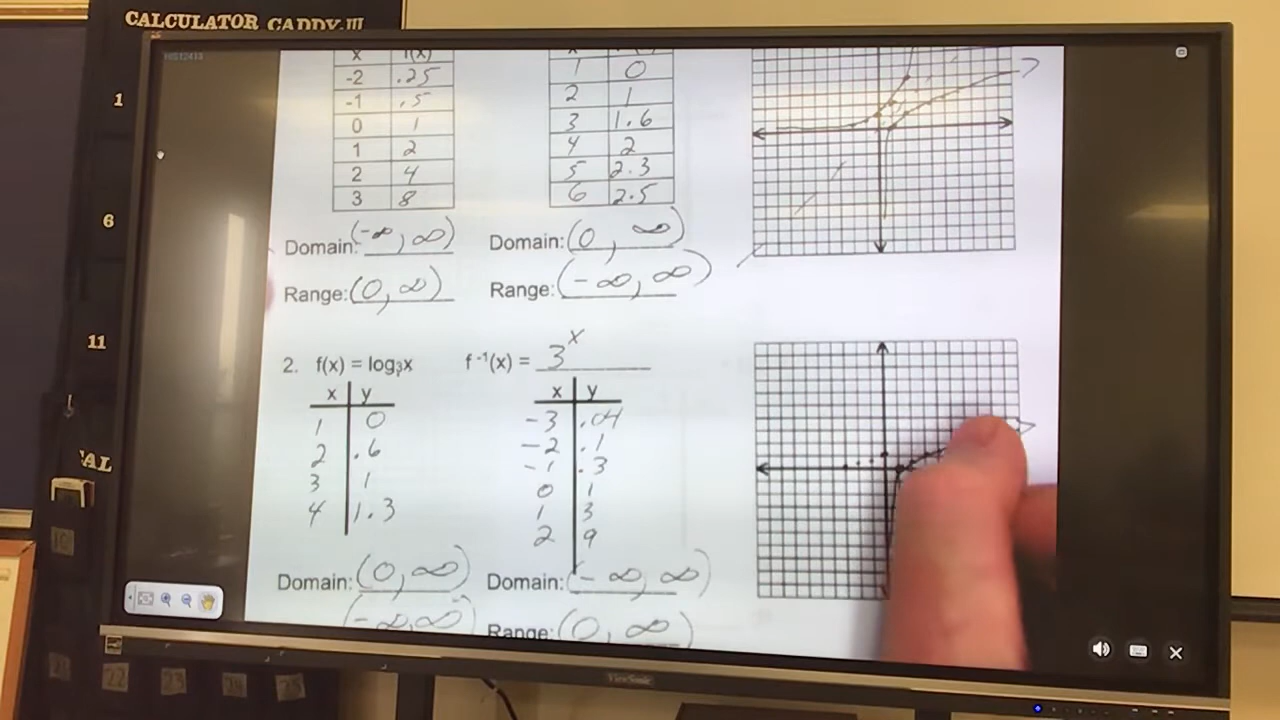 CALCULATOR CADDY III
1
6
11
x f(x)
-2 .25
-1 .5
0 1
1 2
2 4
3 8
1 0
2 1
3 1.6
4 2
5 2.3
6 2.5
Domain: (-∞, ∞)
Domain: (0, ∞)
Range: (0, ∞)
Range: (-∞, ∞)
2. f(x) = log₃x
f⁻¹(x) = 3ˣ
x y
1 0
2 .6
3 1
4 1.3
x y
-3 .04
-2 .1
-1 .3
0 1
1 3
2 9
Domain: (0, ∞)
Domain: (-∞, ∞)
(-∞, ∞)
Range: (0, ∞)
ViewSonic
22
23